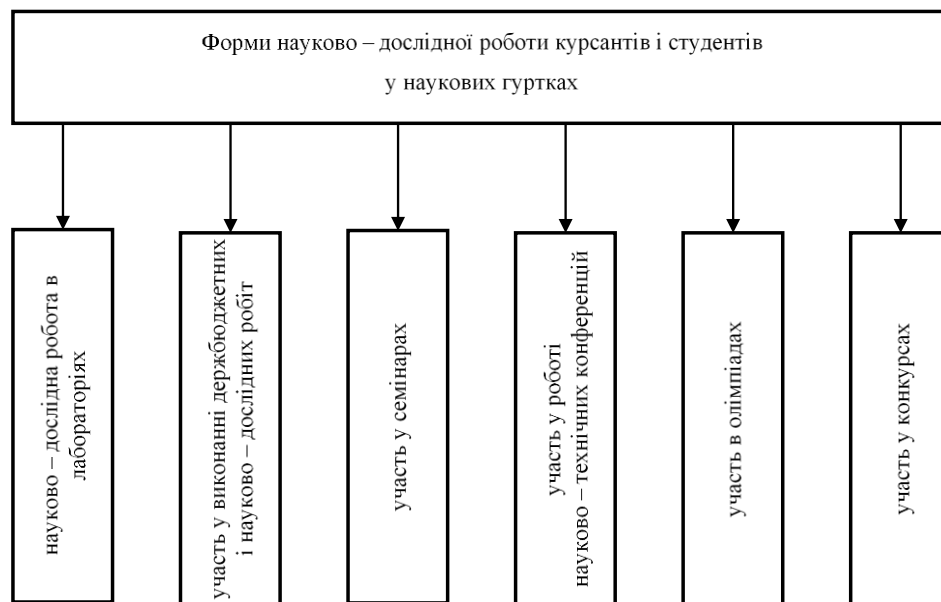 Форми науково – дослідної роботи курсантів і студентів
у наукових гуртках
науково – дослідна робота в
лабораторіях
участь у виконанні держбюджетних
і науково – дослідних робіт
участь у семінарах
участь у роботі
науково – технічних конференцій
участь в олімпіадах
участь у конкурсах